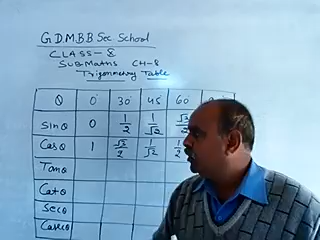 G.D.M.B.B Sec. School
CLASS-8
SUB Maths CH-8
Trigonometry Table
θ 0° 30° 45° 60°
Sinθ 0 1/2 1/√2 √3/2
Cosθ 1 √3/2 1/√2 1/2
Tanθ
Cotθ
Secθ
Cosecθ